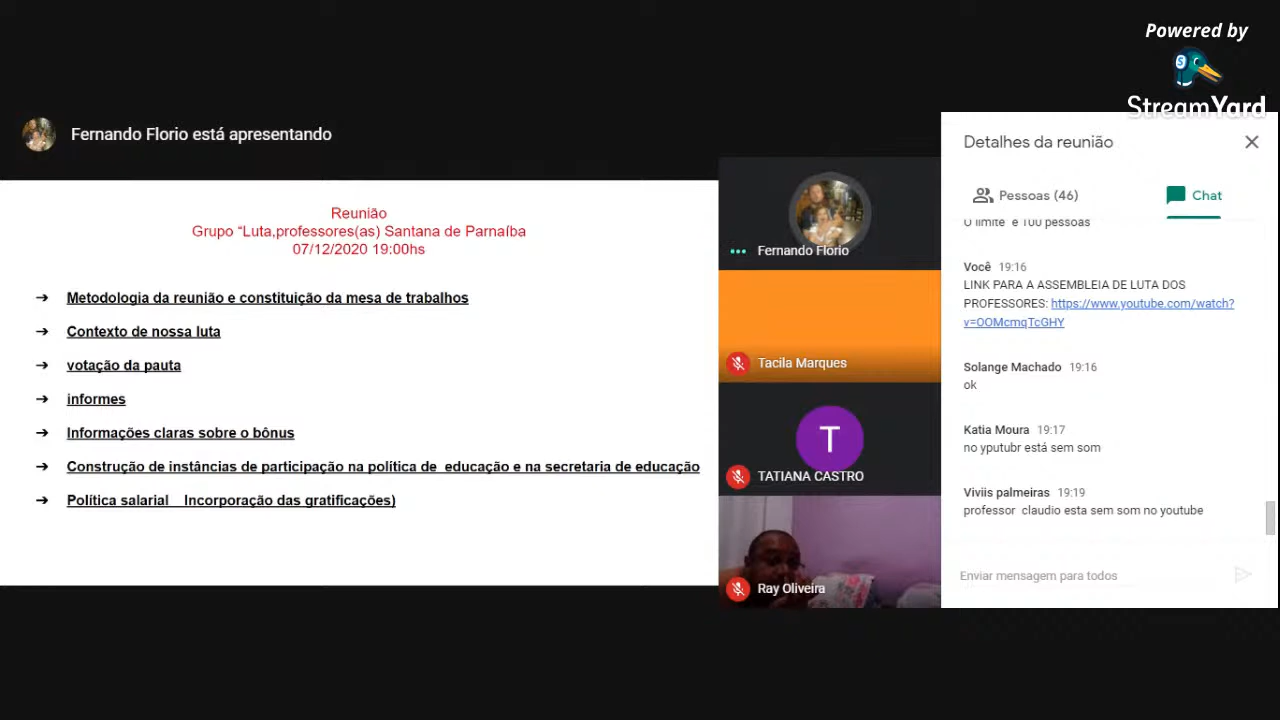 Powered by
StreamYard
Fernando Florio está apresentando
Reunião
Grupo “Luta,professores(as) Santana de Parnaíba
07/12/2020 19:00hs
➔ Metodologia da reunião e constituição da mesa de trabalhos
➔ Contexto de nossa luta
➔ votação da pauta
➔ informes
➔ Informações claras sobre o bônus
➔ Construção de instâncias de participação na política de educação e na secretaria de educação
➔ Política salarial Incorporação das gratificações)
Fernando Florio
Tacila Marques
T
TATIANA CASTRO
Ray Oliveira
Detalhes da reunião
Pessoas (46)
Chat
O limite é 100 pessoas
Você 19:16
LINK PARA A ASSEMBLEIA DE LUTA DOS
PROFESSORES: https://www.youtube.com/watch?
v=OOMcmqTcGHY
Solange Machado 19:16
ok
Katia Moura 19:17
no yputubr está sem som
Viviis palmeiras 19:19
professor claudio esta sem som no youtube
Enviar mensagem para todos